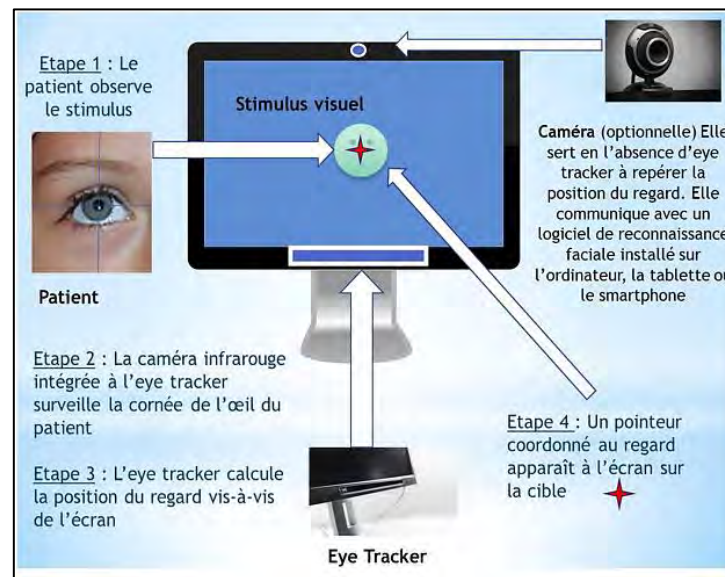 Etape 1 : Le
patient observe
le stimulus
Stimulus visuel
Patient
Caméra (optionnelle) Elle
sert en l'absence d'eye
tracker à repérer la
position du regard. Elle
communique avec un
logiciel de reconnaissance
faciale installé sur
l'ordinateur, la tablette ou
le smartphone
Etape 2 : La caméra infrarouge
intégrée à l'eye tracker
surveille la cornée de l'œil du
patient
Etape 3 : L'eye tracker calcule
la position du regard vis-à-vis
de l'écran
Eye Tracker
Etape 4 : Un pointeur
coordonné au regard
apparaît à l'écran sur
la cible